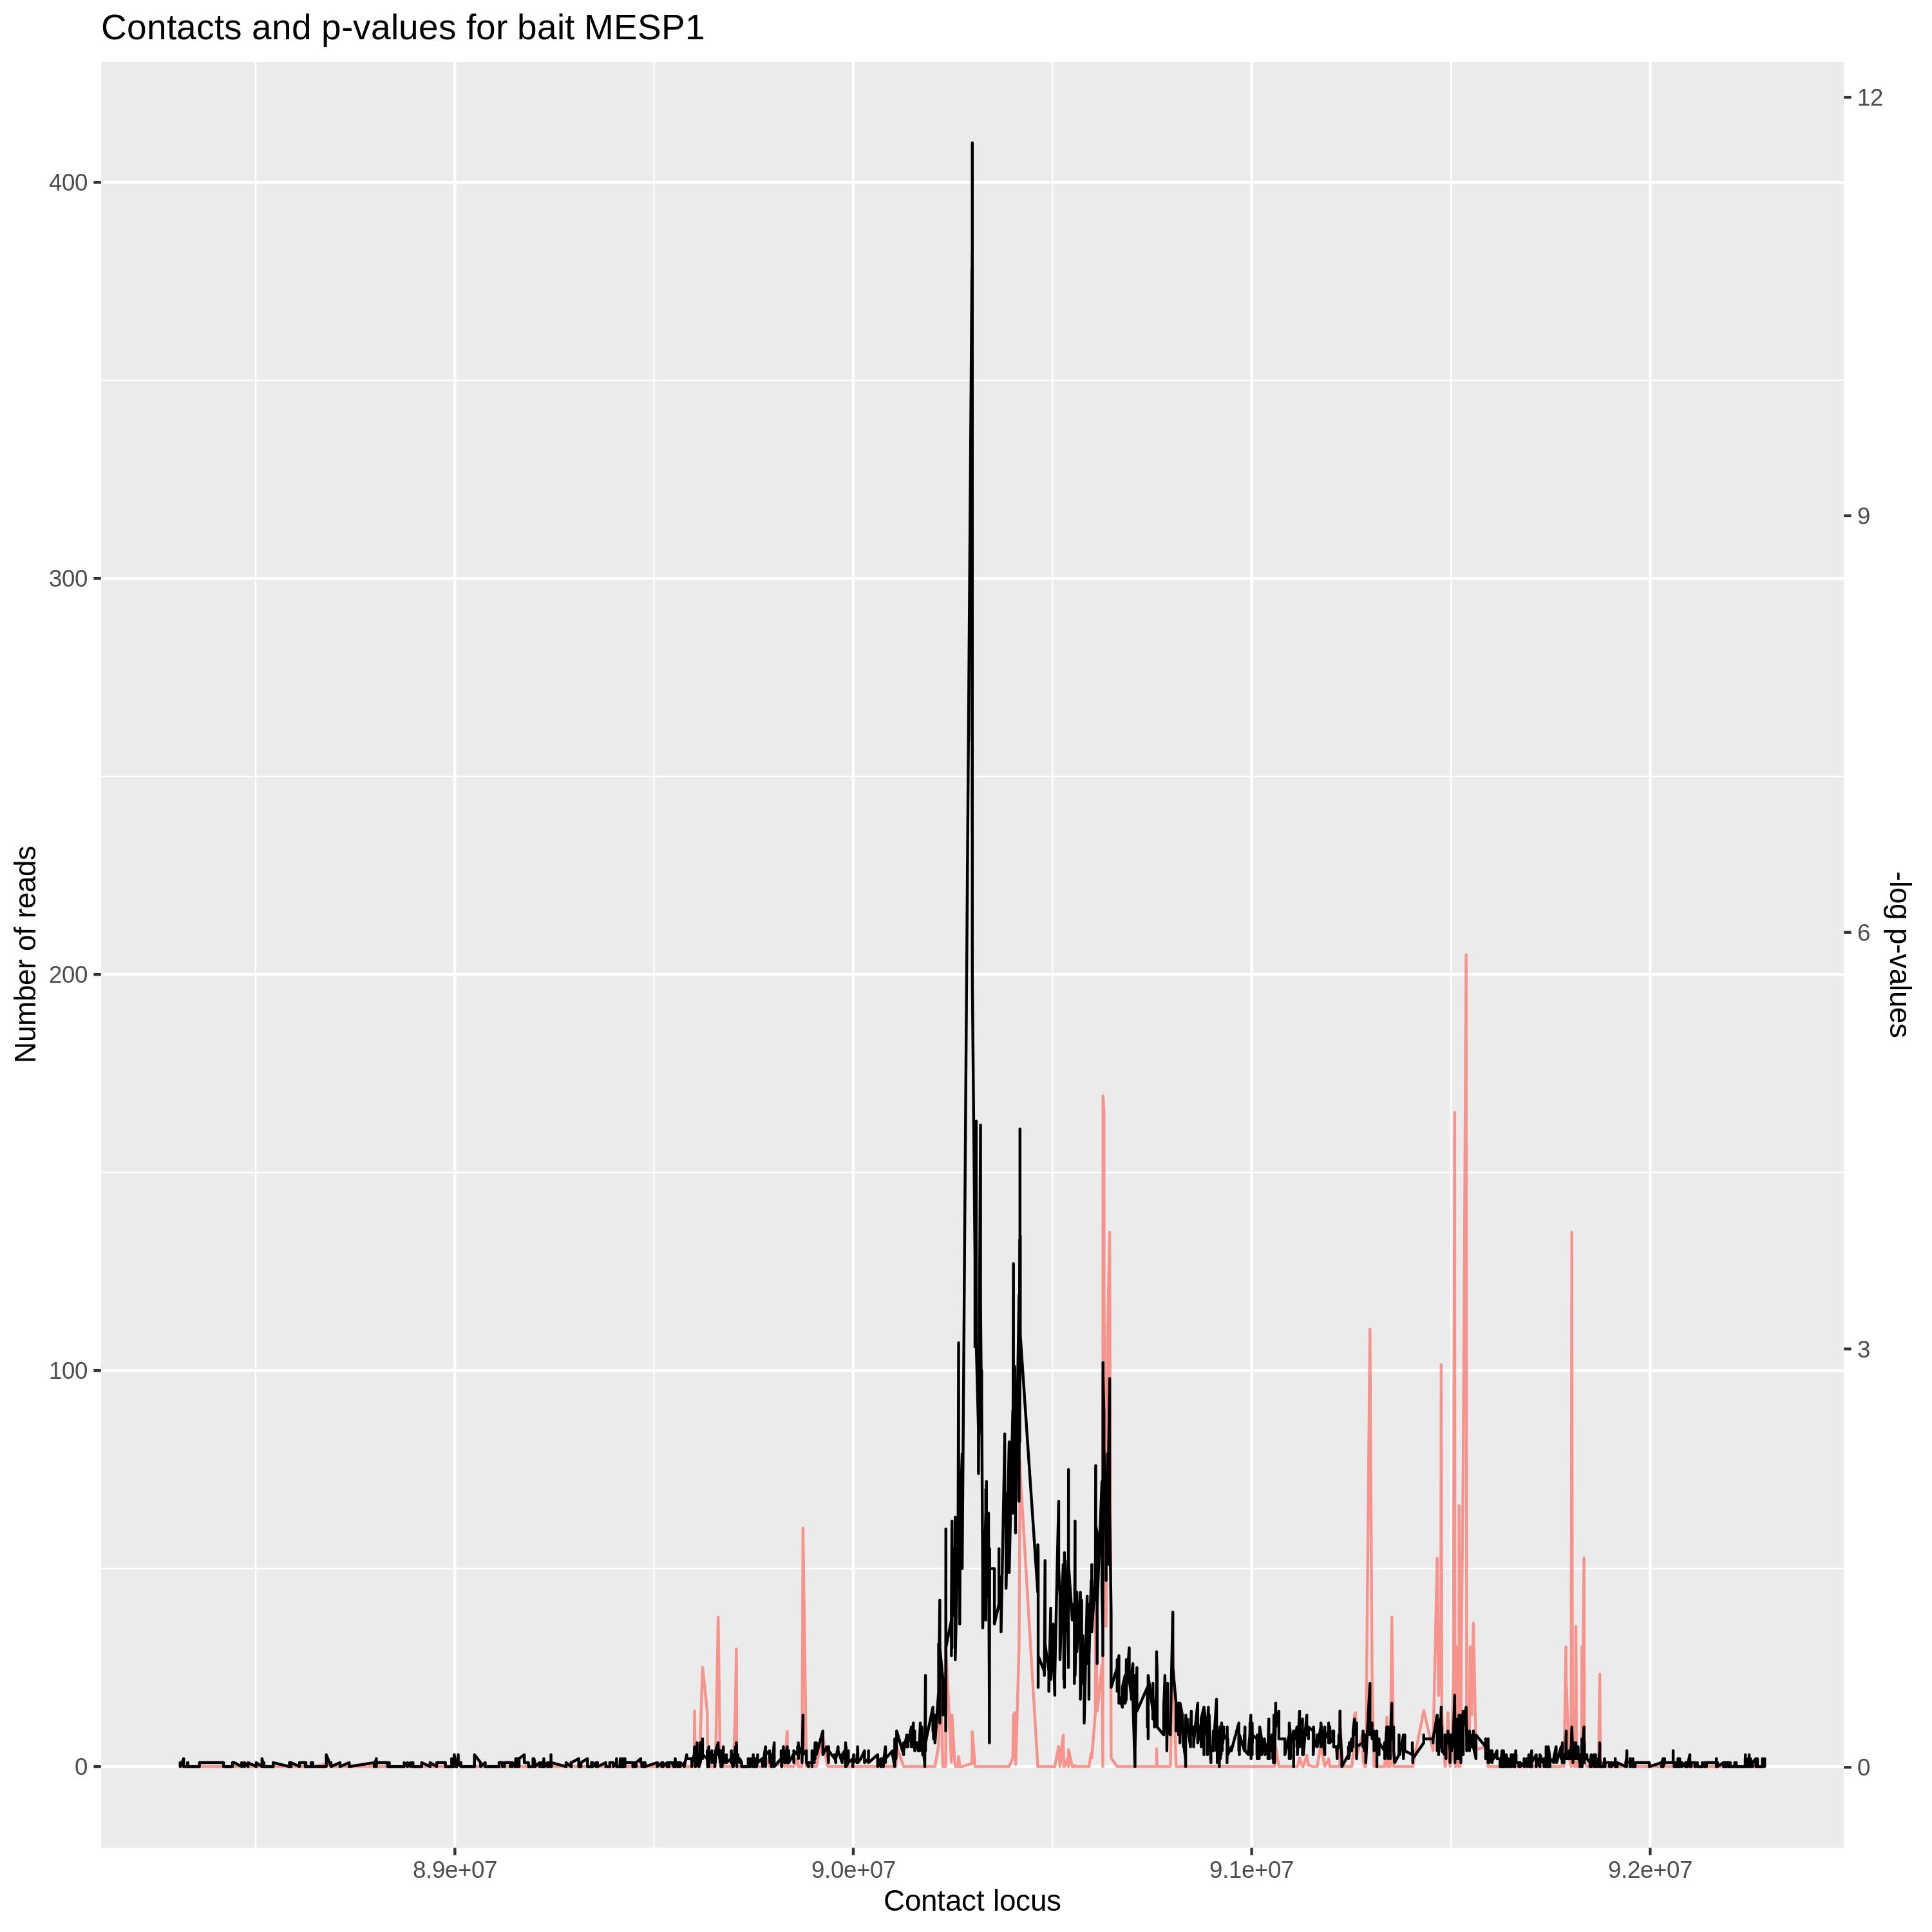 Contacts and p-values for bait MESP1
12
400
9
300
Number of reads
-log p-values
6
200
3
100
0
0
8.9e+07
9.0e+07
9.1e+07
9.2e+07
Contact locus